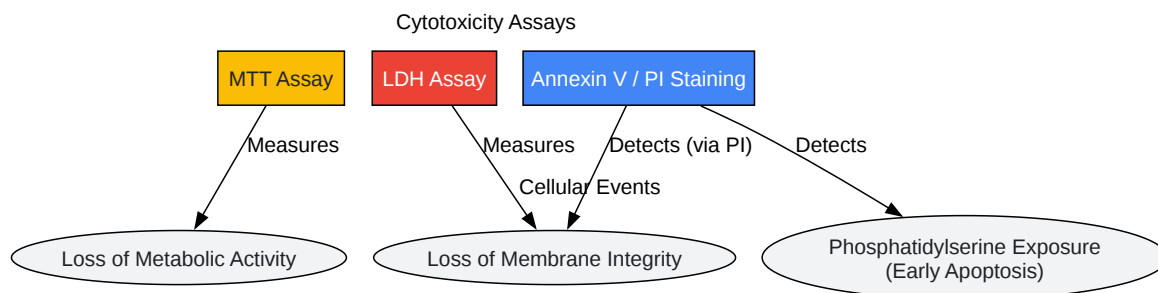 Cytotoxicity Assays
MTT Assay
LDH Assay
Annexin V / PI Staining
Measures
Measures
Detects (via PI)
Detects
Cellular Events
Loss of Metabolic Activity
Loss of Membrane Integrity
Phosphatidylserine Exposure
(Early Apoptosis)